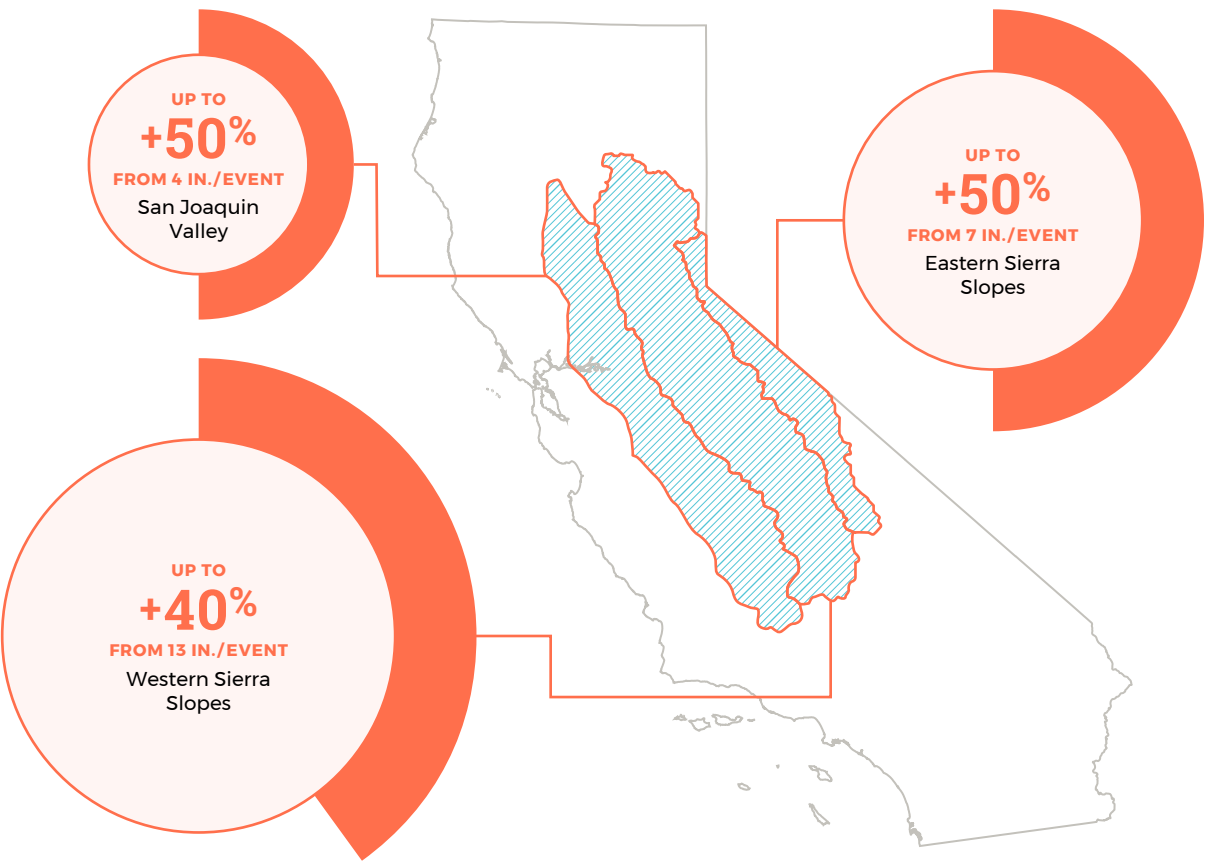 UP TO
+50%
FROM 4 IN./EVENT
San Joaquin
Valley
UP TO
+50%
FROM 7 IN./EVENT
Eastern Sierra
Slopes
UP TO
+40%
FROM 13 IN./EVENT
Western Sierra
Slopes